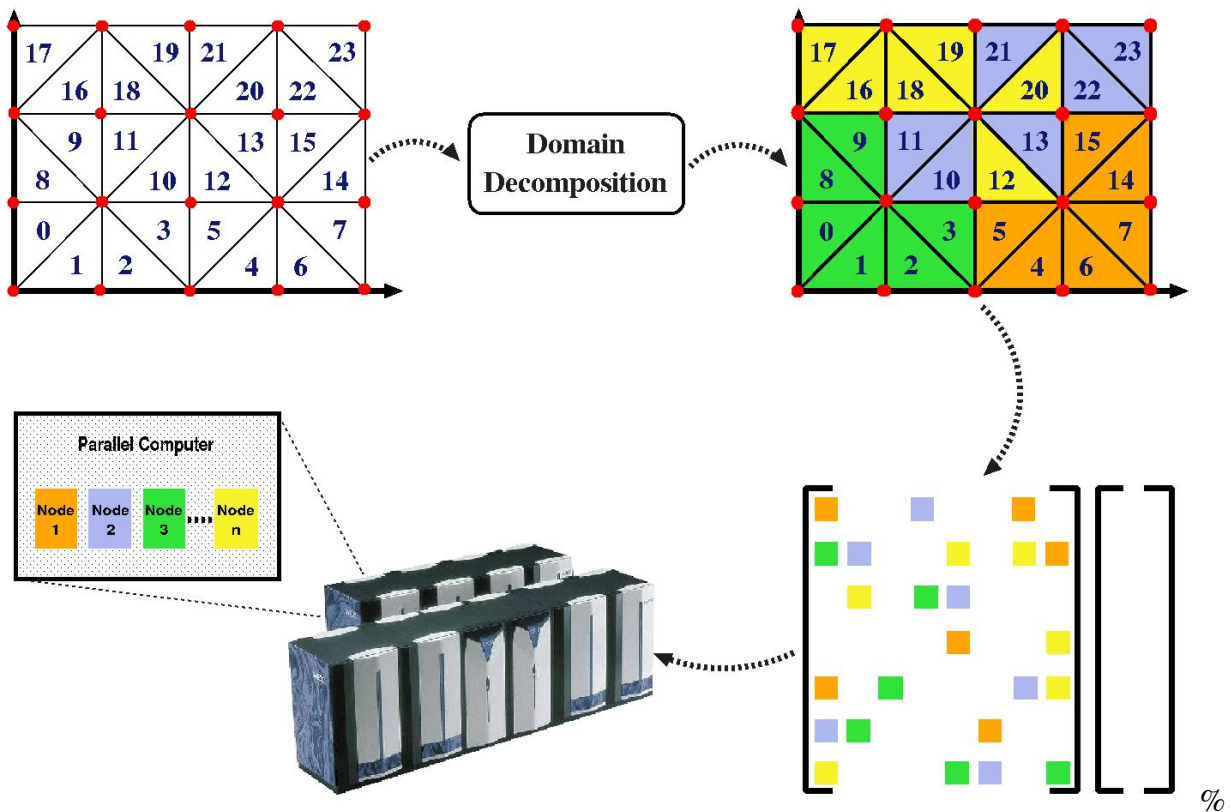 17 19 21 23
16 18 20 22
9 11 13 15
8 10 12 14
0 3 5 7
1 2 4 6
Domain
Decomposition
17 19 21 23
16 18 20 22
9 11 13 15
8 10 12 14
0 3 5 7
1 2 4 6
Parallel Computer
Node Node Node Node
1 2 3 n
%